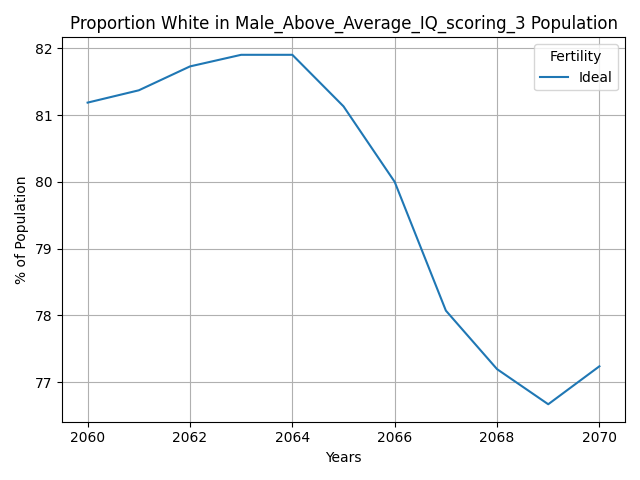 Proportion White in Male_Above_Average_IQ_scoring_3 Population
Fertility
Ideal
82
81
80
79
78
77
% of Population
2060
2062
2064
2066
2068
2070
Years